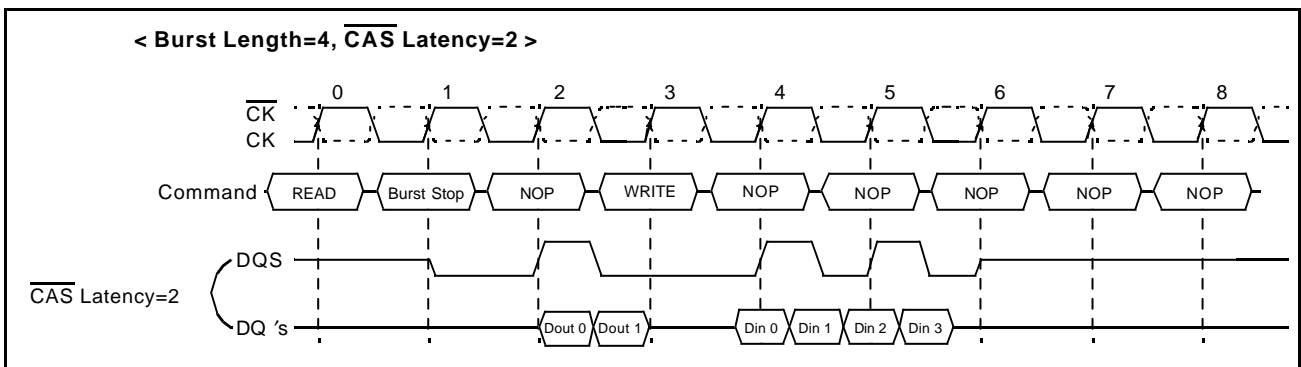 < Burst Length=4, CAS Latency=2 >
0 1 2 3 4 5 6 7 8
CK
CK
Command READ Burst Stop NOP WRITE NOP NOP NOP NOP NOP
DQS
CAS Latency=2
DQ 's Dout 0 Dout 1 Din 0 Din 1 Din 2 Din 3